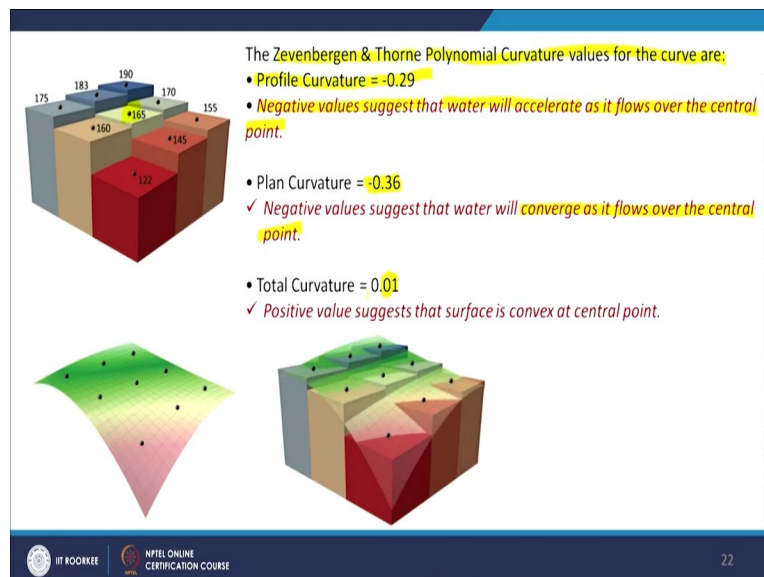 190
183
170
175
155
165
160
145
122
The Zevenbergen & Thorne Polynomial Curvature values for the curve are:
• Profile Curvature = -0.29
• Negative values suggest that water will accelerate as it flows over the central
point.
• Plan Curvature = -0.36
✓ Negative values suggest that water will converge as it flows over the central
point.
• Total Curvature = 0.01
✓ Positive value suggests that surface is convex at central point.
IIT ROORKEE
NPTEL ONLINE
CERTIFICATION COURSE
22